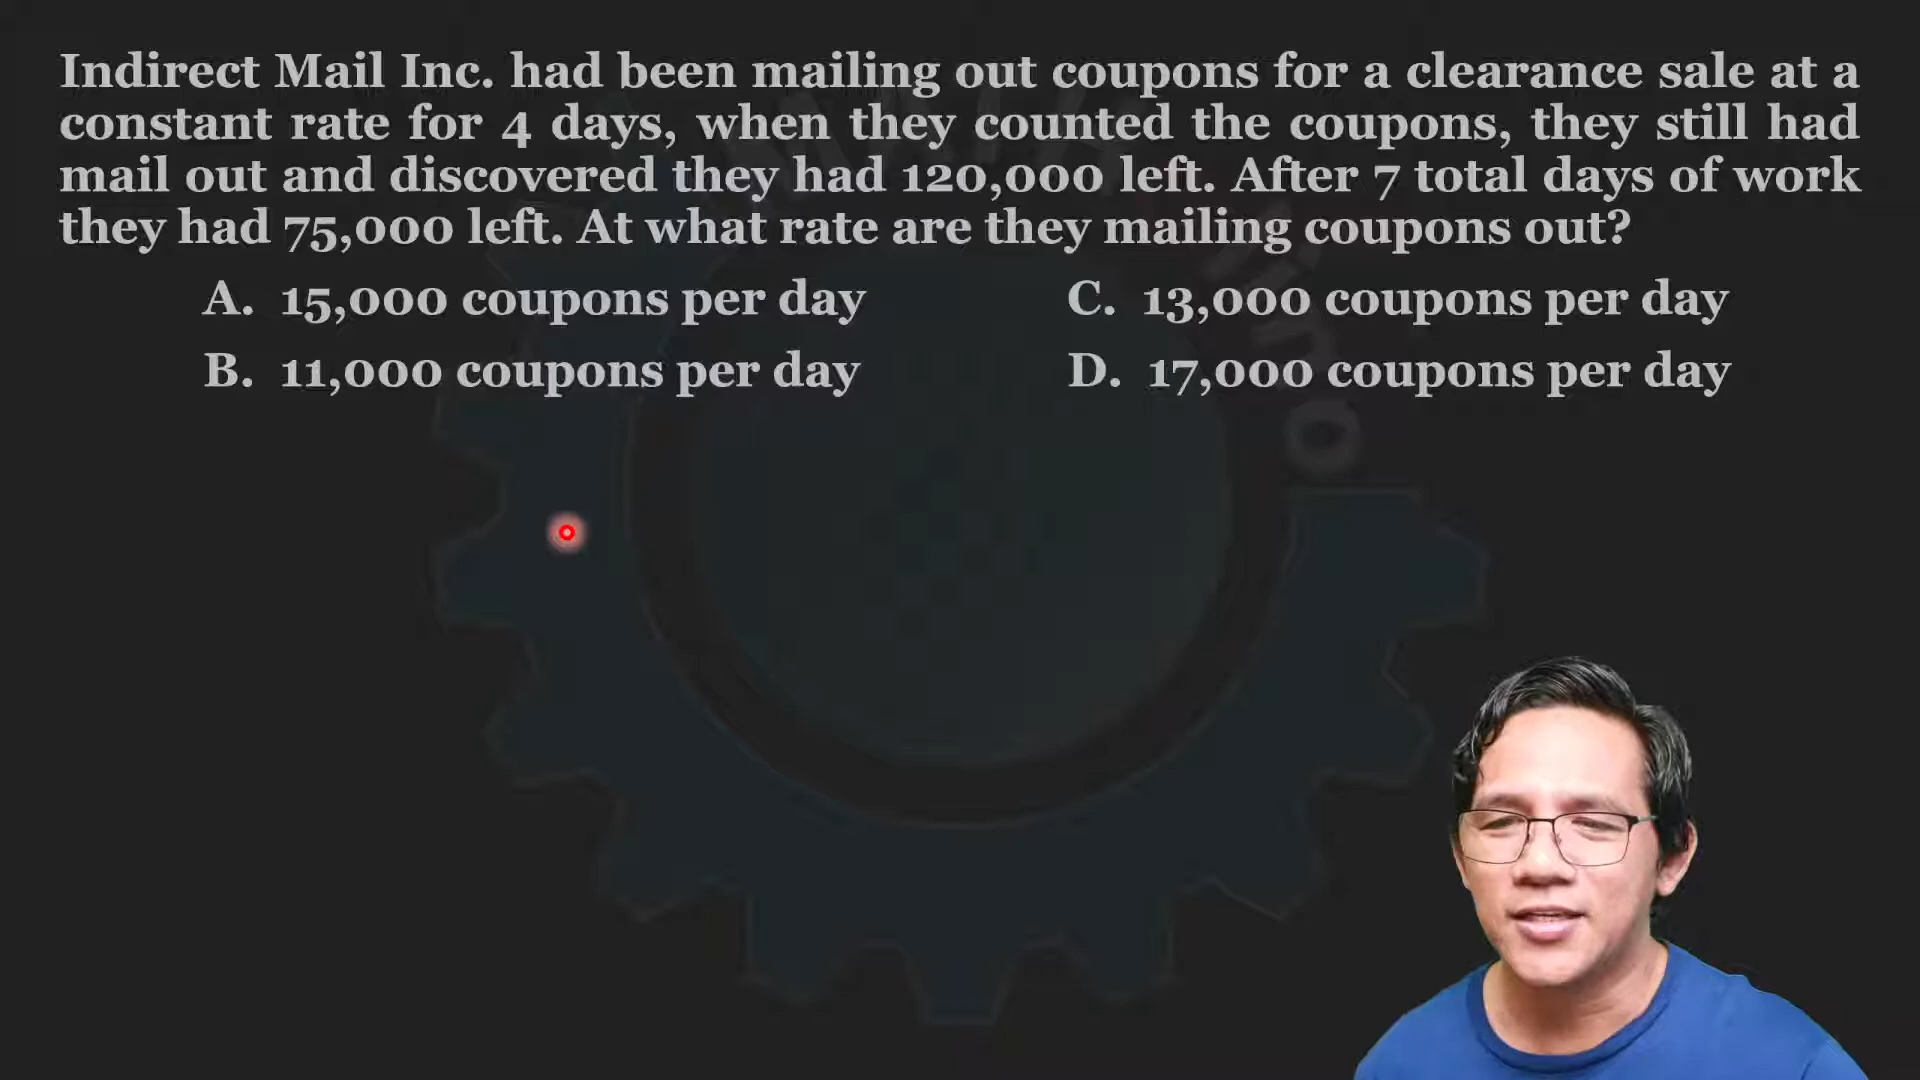 Indirect Mail Inc. had been mailing out coupons for a clearance sale at a
constant rate for 4 days, when they counted the coupons, they still had
mail out and discovered they had 120,000 left. After 7 total days of work
they had 75,000 left. At what rate are they mailing coupons out?
A. 15,000 coupons per day
C. 13,000 coupons per day
B. 11,000 coupons per day
D. 17,000 coupons per day